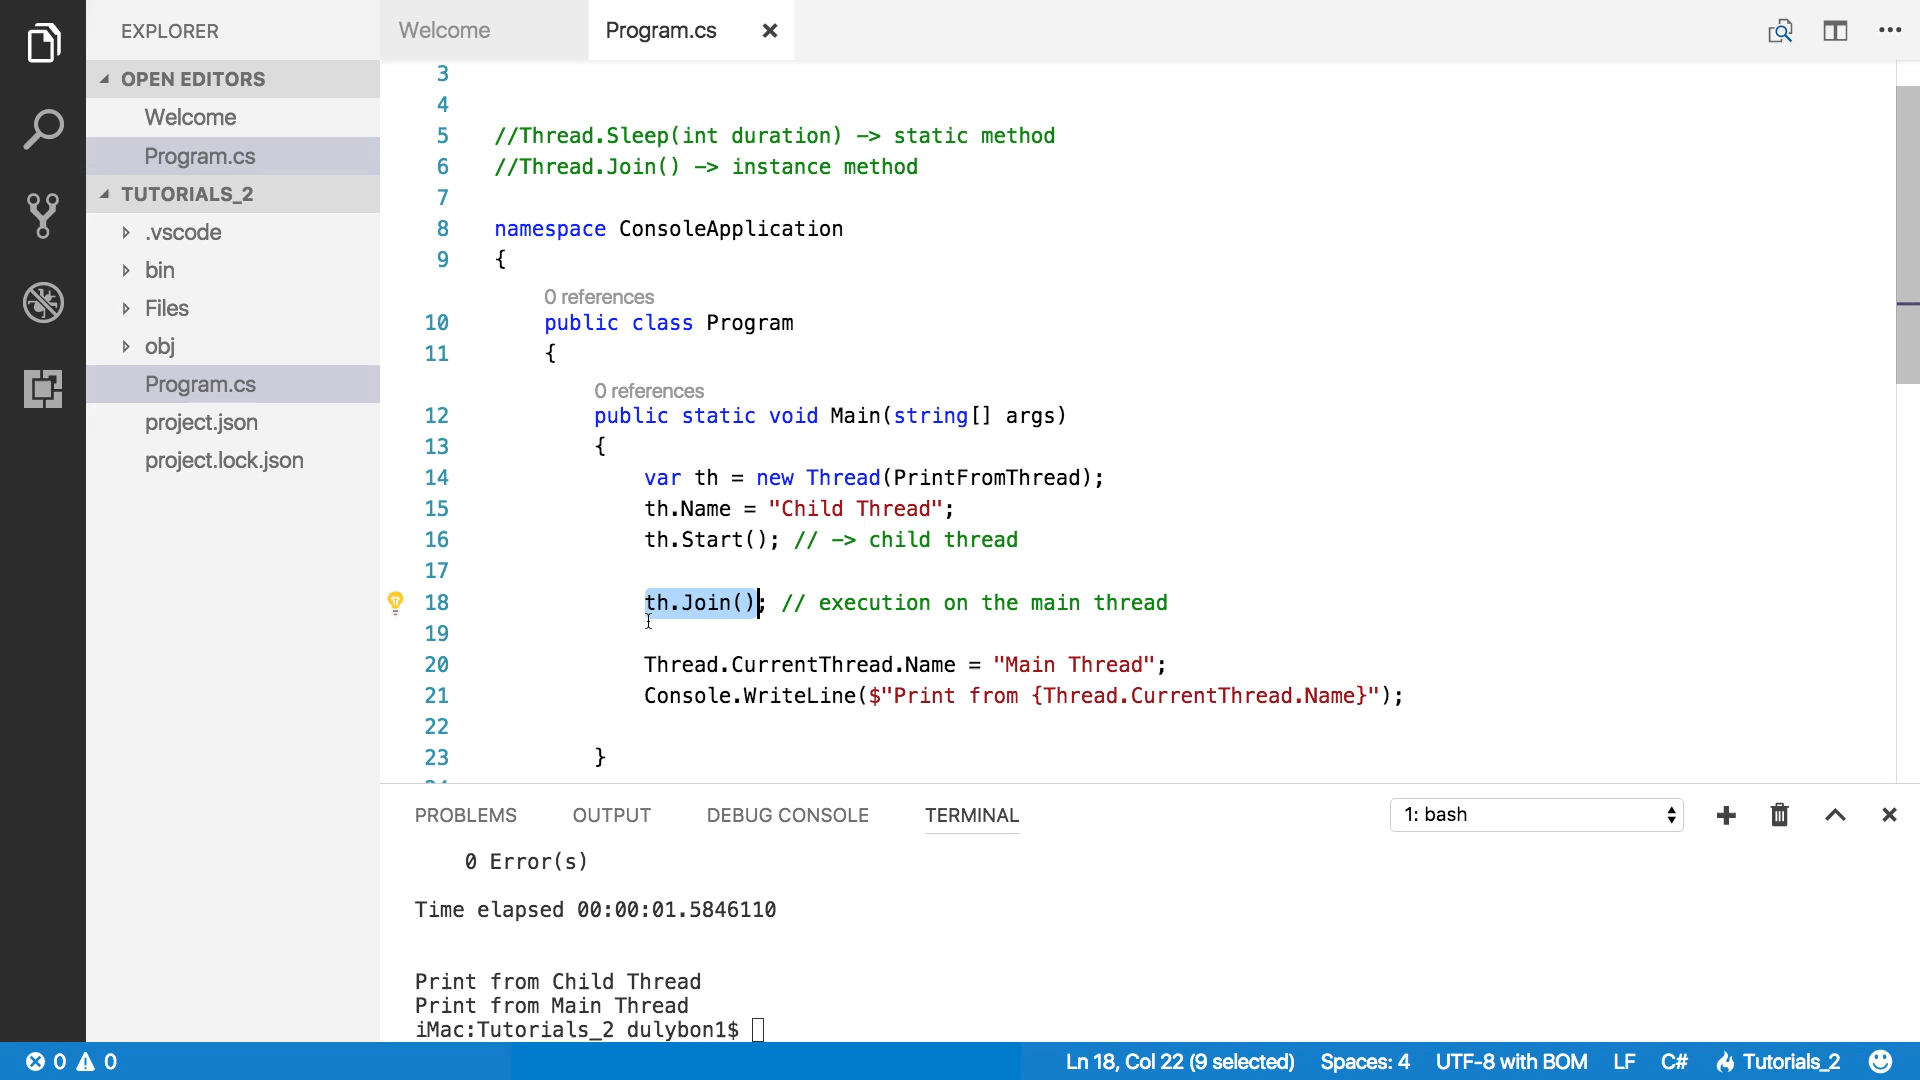 EXPLORER
OPEN EDITORS
Welcome
Program.cs
TUTORIALS_2
.vscode
bin
Files
obj
Program.cs
project.json
project.lock.json
Welcome
Program.cs
3
4
5 //Thread.Sleep(int duration) -> static method
6 //Thread.Join() -> instance method
7
8 namespace ConsoleApplication
9 {
0 references
10 public class Program
11 {
0 references
12 public static void Main(string[] args)
13 {
14 var th = new Thread(PrintFromThread);
15 th.Name = "Child Thread";
16 th.Start(); // -> child thread
17
18 th.Join(); // execution on the main thread
19
20 Thread.CurrentThread.Name = "Main Thread";
21 Console.WriteLine($"Print from {Thread.CurrentThread.Name}");
22
23 }
PROBLEMS OUTPUT DEBUG CONSOLE TERMINAL
1: bash
0 Error(s)
Time elapsed 00:00:01.5846110
Print from Child Thread
Print from Main Thread
iMac:Tutorials_2 dulybon1$
0 0 Ln 18, Col 22 (9 selected) Spaces: 4 UTF-8 with BOM LF C# Tutorials_2